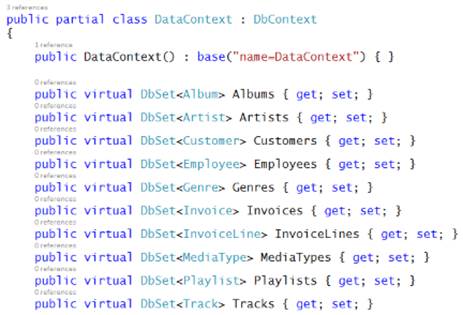 3 references
public partial class DataContext : DbContext
{
1 reference
public DataContext() : base("name=DataContext") { }
0 references
public virtual DbSet<Album> Albums { get; set; }
0 references
public virtual DbSet<Artist> Artists { get; set; }
0 references
public virtual DbSet<Customer> Customers { get; set; }
0 references
public virtual DbSet<Employee> Employees { get; set; }
0 references
public virtual DbSet<Genre> Genres { get; set; }
0 references
public virtual DbSet<Invoice> Invoices { get; set; }
0 references
public virtual DbSet<InvoiceLine> InvoiceLines { get; set; }
0 references
public virtual DbSet<MediaType> MediaTypes { get; set; }
0 references
public virtual DbSet<Playlist> Playlists { get; set; }
0 references
public virtual DbSet<Track> Tracks { get; set; }